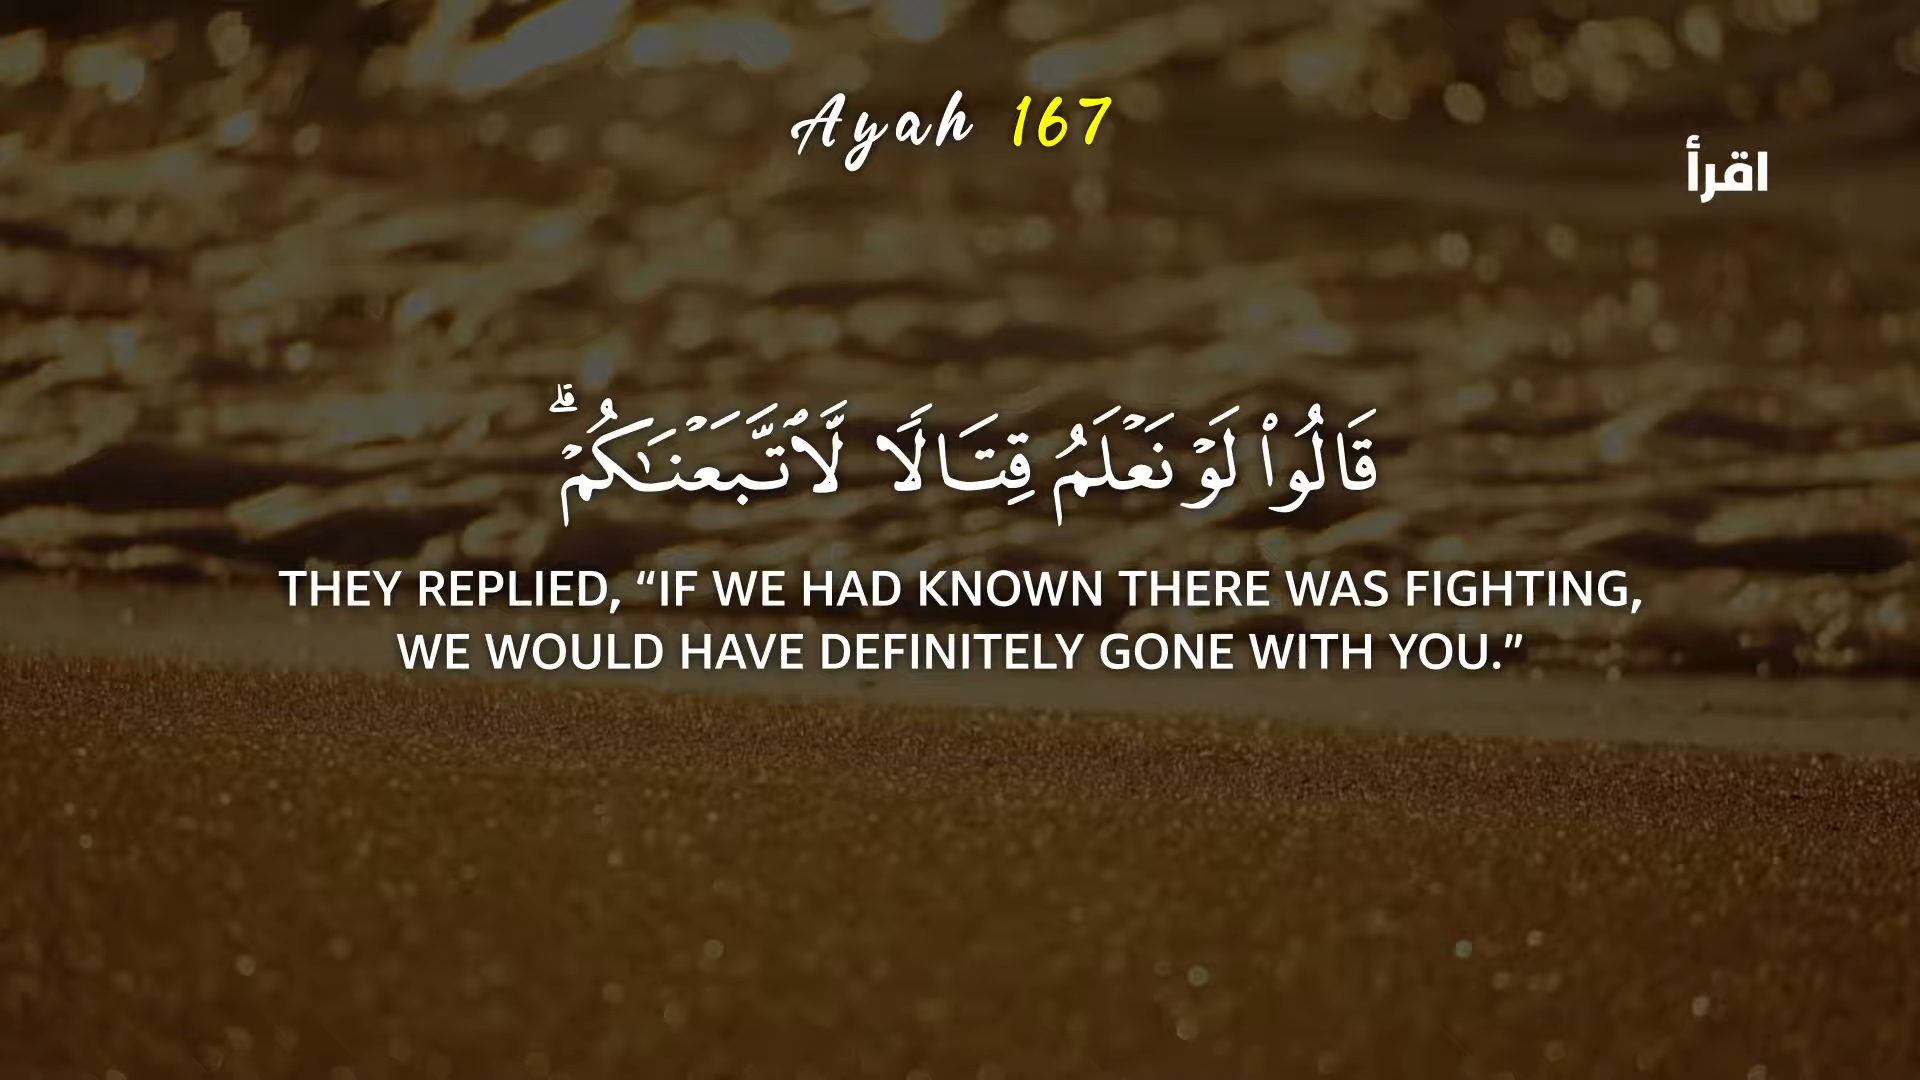 Ayah 167
اقرأ
قَالُوا۟ لَوْ نَعْلَمُ قِتَالًا لَّٱتَّبَعْنَـٰكُمْ ۗ
THEY REPLIED, “IF WE HAD KNOWN THERE WAS FIGHTING,
WE WOULD HAVE DEFINITELY GONE WITH YOU.”